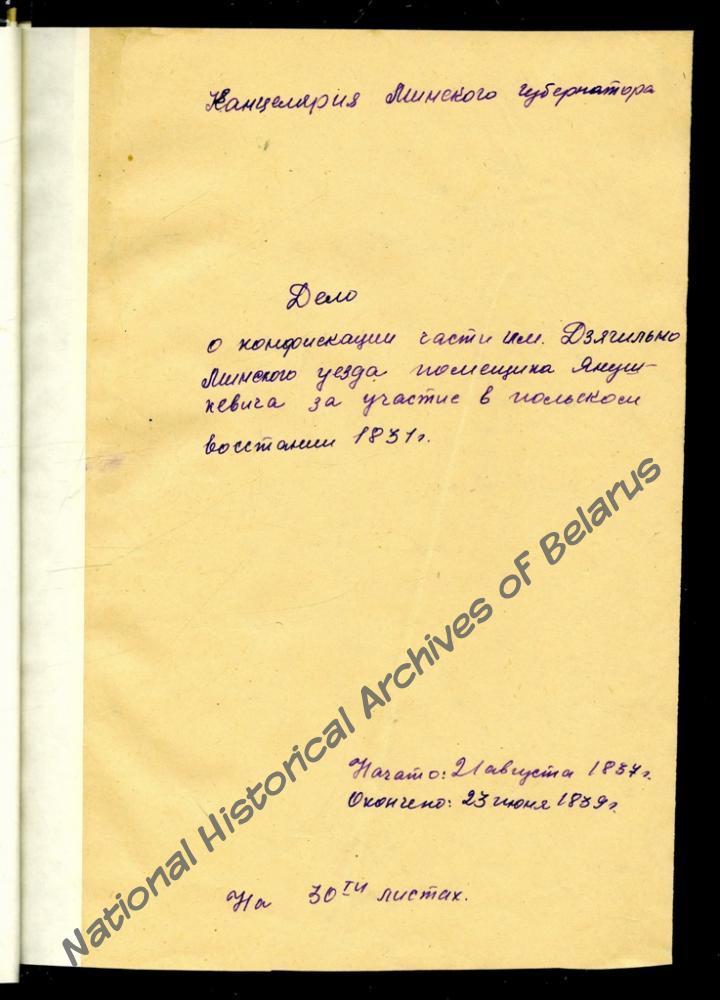 Канцелярия Минского губернатора
Дело
о конфискации части им. Дзягильно
Минского уезда помещика Януш-
кевича за участие в польском
восстании 1831г.
Начато: 21 августа 1837г.
Окончено: 23 июня 1839г.
На 30ти листах.
National Historical Archives of Belarus